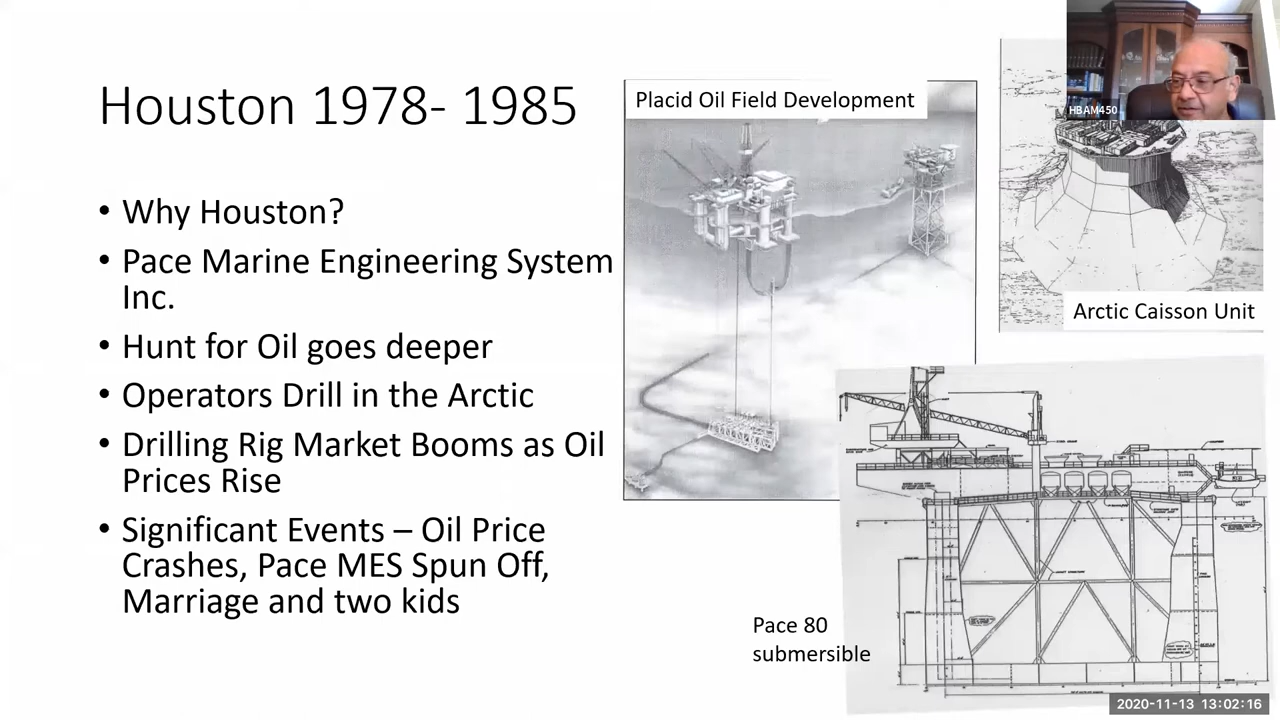 Houston 1978- 1985
• Why Houston?
• Pace Marine Engineering System
Inc.
• Hunt for Oil goes deeper
• Operators Drill in the Arctic
• Drilling Rig Market Booms as Oil
Prices Rise
• Significant Events – Oil Price
Crashes, Pace MES Spun Off,
Marriage and two kids
Placid Oil Field Development
HBAM450
Arctic Caisson Unit
Pace 80
submersible
2020-11-13 13:02:16